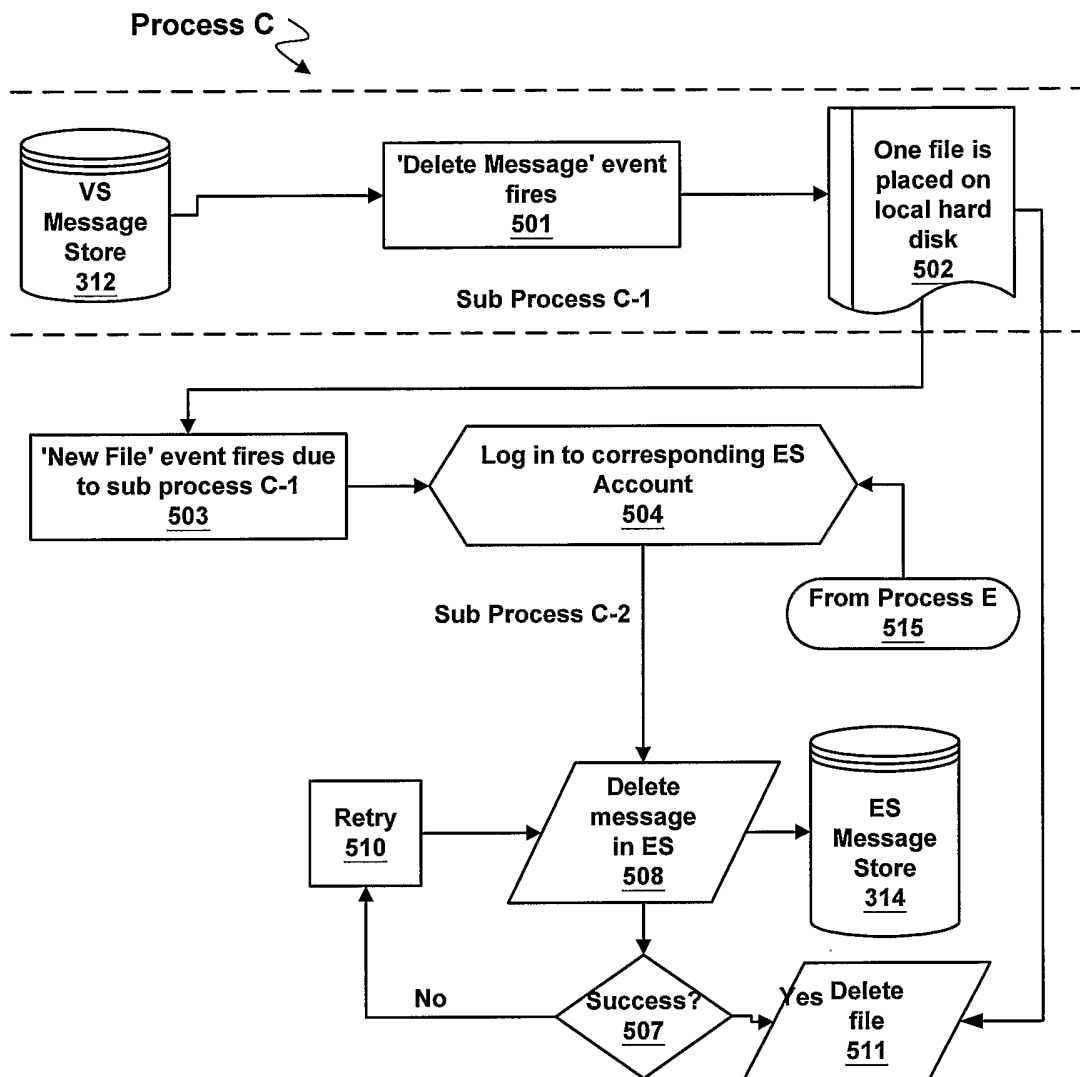 Process C
VS
Message
Store
312
'Delete Message' event
fires
501
One file is
placed on
local hard
disk
502
Sub Process C-1
'New File' event fires due
to sub process C-1
503
Log in to corresponding ES
Account
504
From Process E
515
Sub Process C-2
Retry
510
Delete
message
in ES
508
ES
Message
Store
314
No
Success?
507
Yes
Delete
file
511